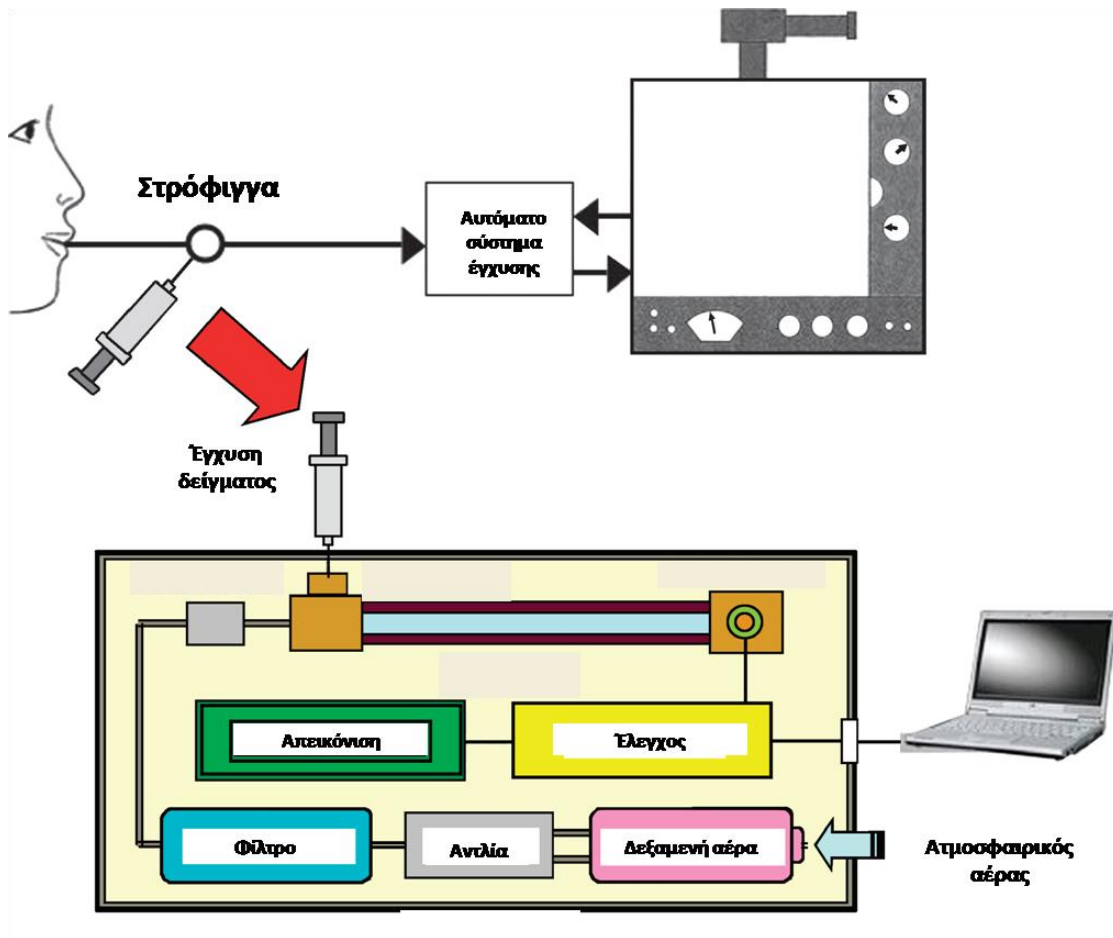 Στρόφιγγα
Αυτόματο
σύστημα
έγχυσης
Έγχυση
δείγματος
Απεικόνιση
Έλεγχος
Φίλτρο
Αντλία
Δεξαμενή αέρα
Ατμοσφαιρικός
αέρας